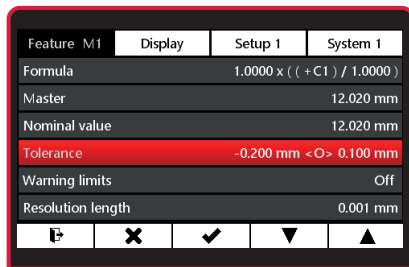 Feature M1 Display Setup 1 System 1
Formula 1.0000 x ( ( +C1 ) / 1.0000 )
Master 12.020 mm
Nominal value 12.020 mm
Tolerance -0.200 mm <O> 0.100 mm
Warning limits Off
Resolution length 0.001 mm